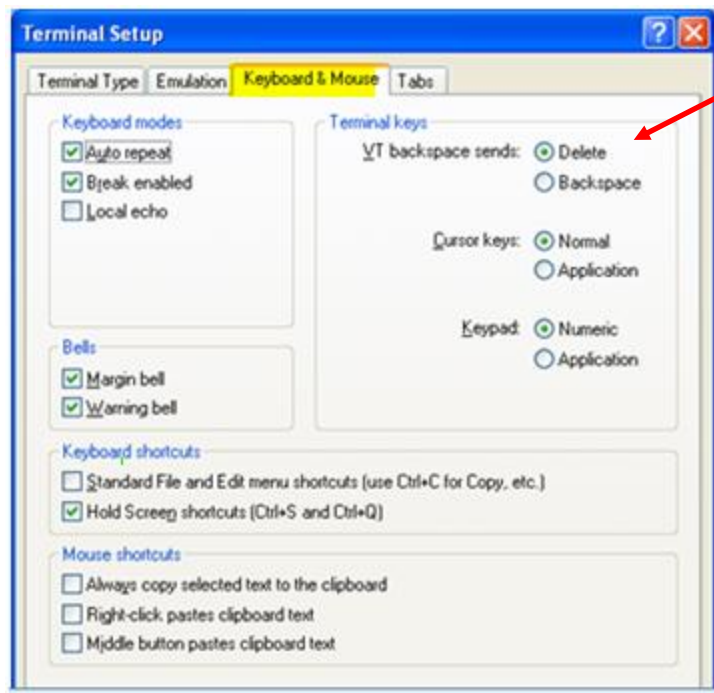 Terminal Setup
Terminal Type Emulation Keyboard & Mouse Tabs
Keyboard modes
Auto repeat
Break enabled
Local echo
Terminal keys
VT backspace sends: Delete
Backspace
Cursor keys: Normal
Application
Keypad: Numeric
Application
Bells
Margin bell
Warning bell
Keyboard shortcuts
Standard File and Edit menu shortcuts (use Ctrl+C for Copy, etc.)
Hold Screen shortcuts (Ctrl+S and Ctrl+Q)
Mouse shortcuts
Always copy selected text to the clipboard
Right-click pastes clipboard text
Middle button pastes clipboard text